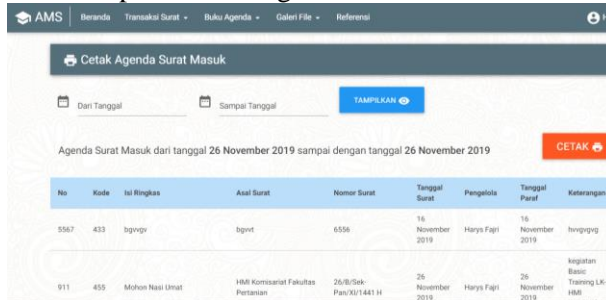 AMS Beranda Transaksi Surat Buku Agenda Galeri File Referensi
Cetak Agenda Surat Masuk
Dari Tanggal Sampai Tanggal TAMPILKAN
Agenda Surat Masuk dari tanggal 26 November 2019 sampai dengan tanggal 26 November 2019 CETAK
No Kode Isi Ringkas Asal Surat Nomor Surat Tanggal Surat Pengelola Tanggal Paraf Keterangan
5567 433 bgvvgv bgvvt 6556 16 November 2019 Harys Fajri 16 November 2019 hvvgvgvg
911 455 Mohon Nasi Umat HMI Komisariat Fakultas Pertanian 26/B/Sek-Pan/XI/1441 H 26 November 2019 Harys Fajri 26 November 2019 kegiatan Basic Training LK- HMI